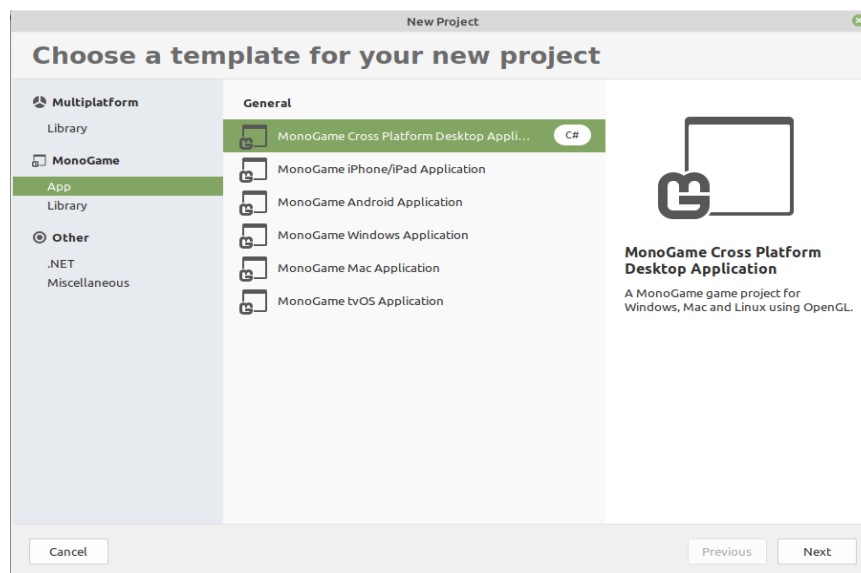 New Project
Choose a template for your new project
Multiplatform
Library
MonoGame
App
Library
Other
.NET
Miscellaneous
General
MonoGame Cross Platform Desktop Appli... C#
MonoGame iPhone/iPad Application
MonoGame Android Application
MonoGame Windows Application
MonoGame Mac Application
MonoGame tvOS Application
MonoGame Cross Platform
Desktop Application
A MonoGame game project for
Windows, Mac and Linux using OpenGL.
Cancel
Previous
Next